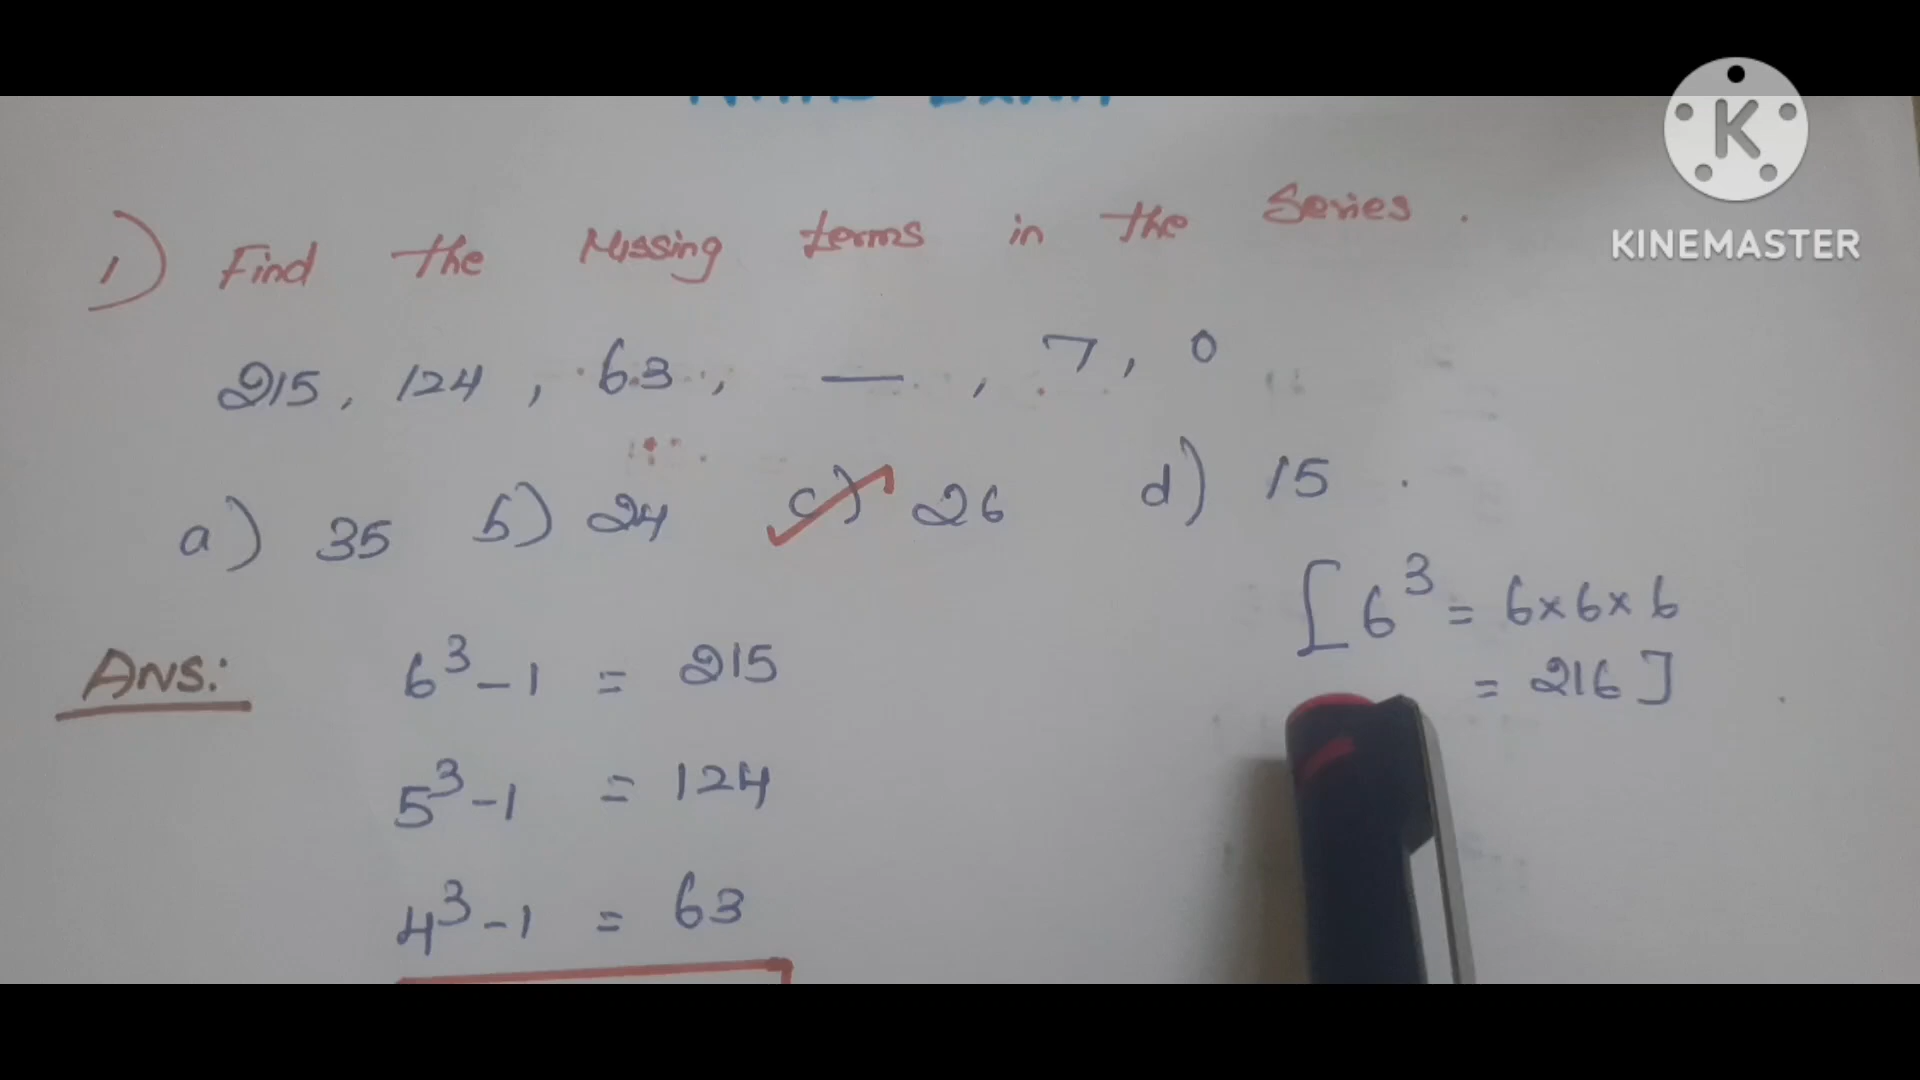 K
KINEMASTER
1) Find the Missing terms in the Series.
215, 124, 63, __, 7, 0
a) 35 b) 24 c) 26 d) 15.
[6³ = 6×6×6
= 216]
Ans: 6³-1 = 215
5³-1 = 124
4³-1 = 63